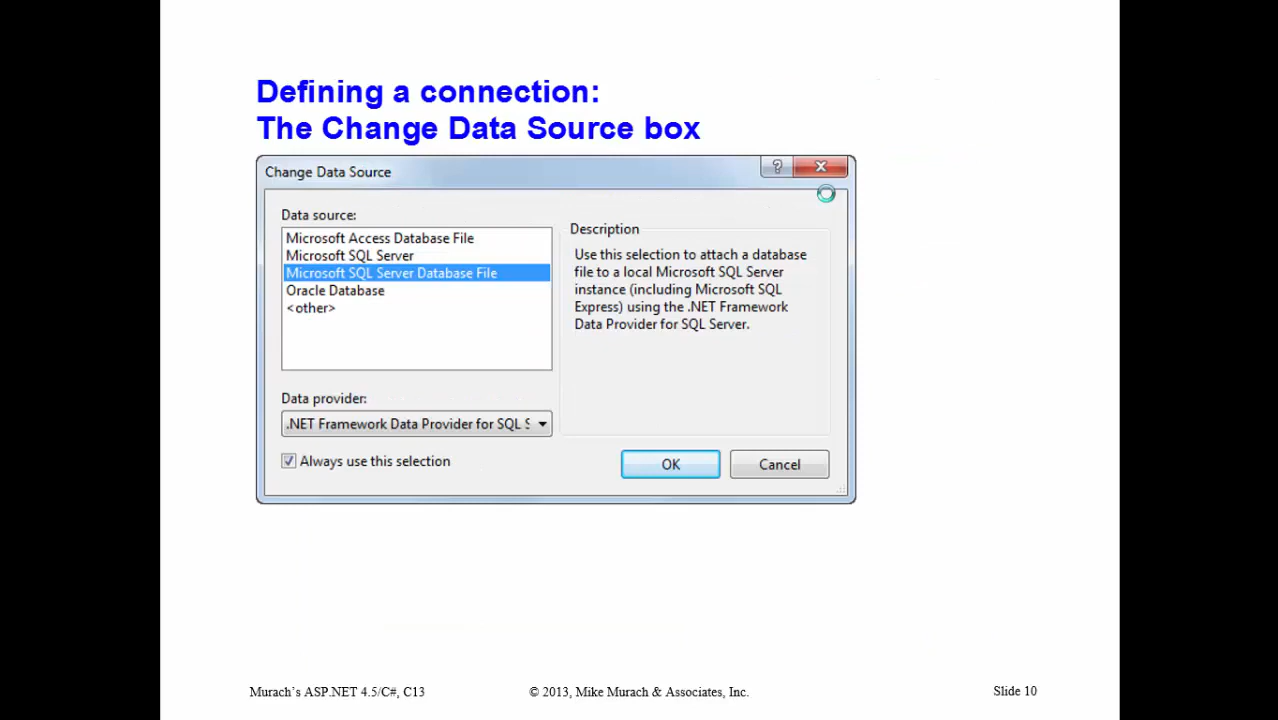 Defining a connection:
The Change Data Source box
Change Data Source
?
Data source:
Microsoft Access Database File
Microsoft SQL Server
Microsoft SQL Server Database File
Oracle Database
<other>
Description
Use this selection to attach a database
file to a local Microsoft SQL Server
instance (including Microsoft SQL
Express) using the .NET Framework
Data Provider for SQL Server.
Data provider:
.NET Framework Data Provider for SQL S
Always use this selection
OK
Cancel
Murach's ASP.NET 4.5/C#, C13
© 2013, Mike Murach & Associates, Inc.
Slide 10